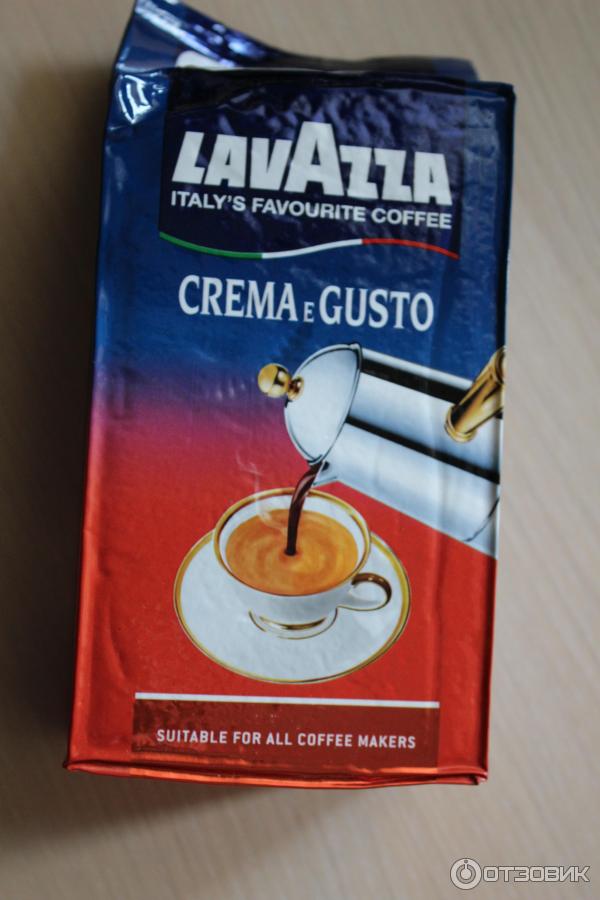 LAVAZZA
ITALY'S FAVOURITE COFFEE
CREMA E GUSTO
SUITABLE FOR ALL COFFEE MAKERS
ОТЗОВИК